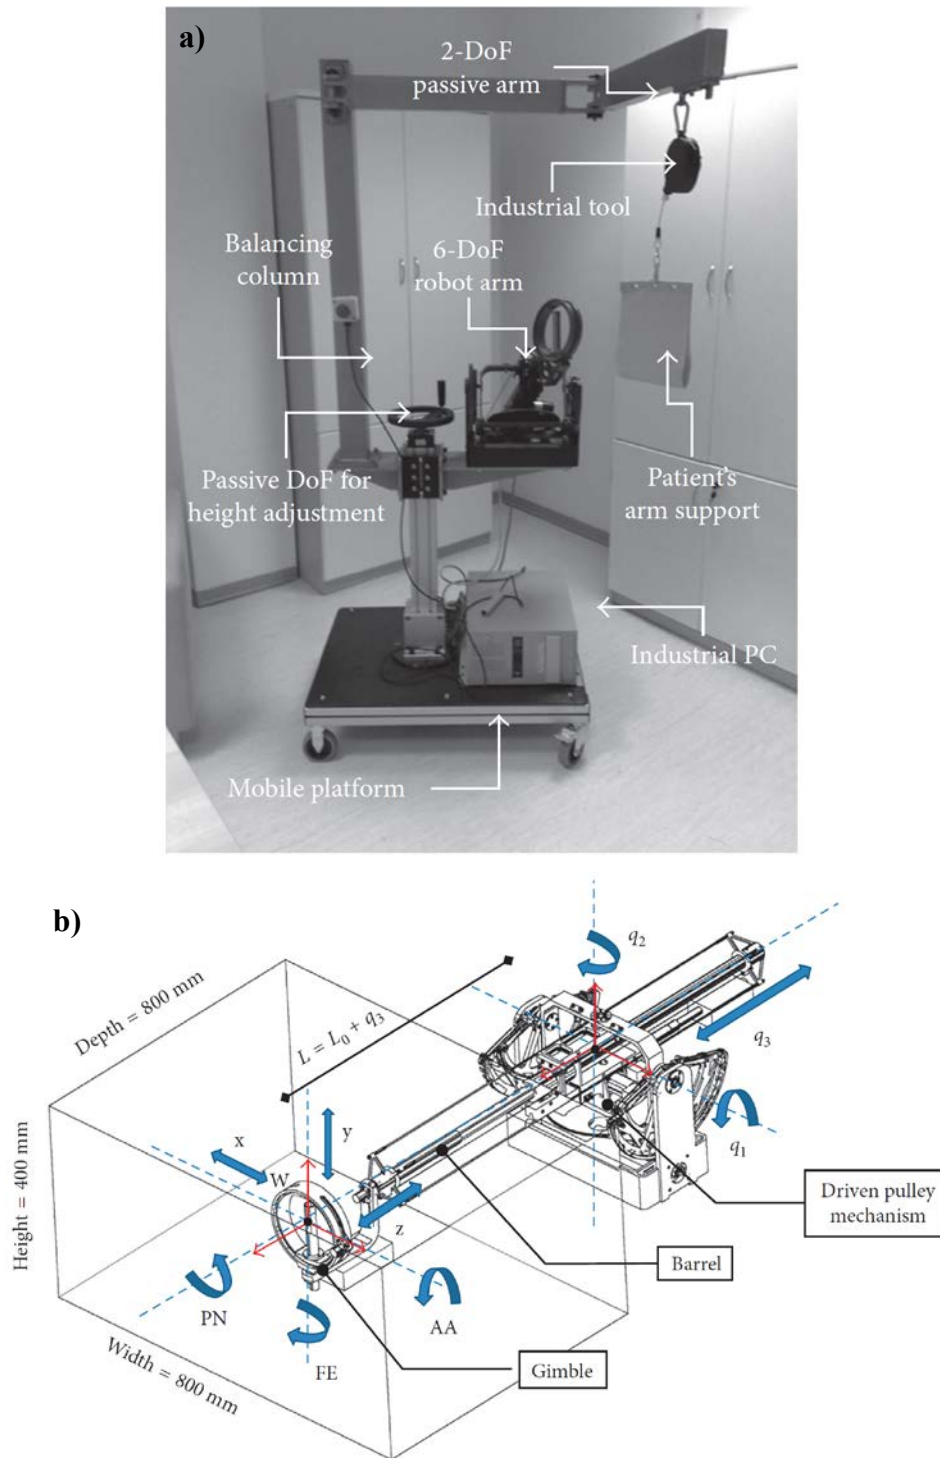 a)
2-DoF
passive arm
Industrial tool
Balancing
column
6-DoF
robot arm
Passive DoF for
height adjustment
Patient's
arm support
Industrial PC
Mobile platform
b)
q2
Depth = 800 mm
L = L0 + q3
q3
x
y
W
q1
Height = 400 mm
z
Driven pulley
mechanism
Barrel
PN
AA
FE
Width = 800 mm
Gimble